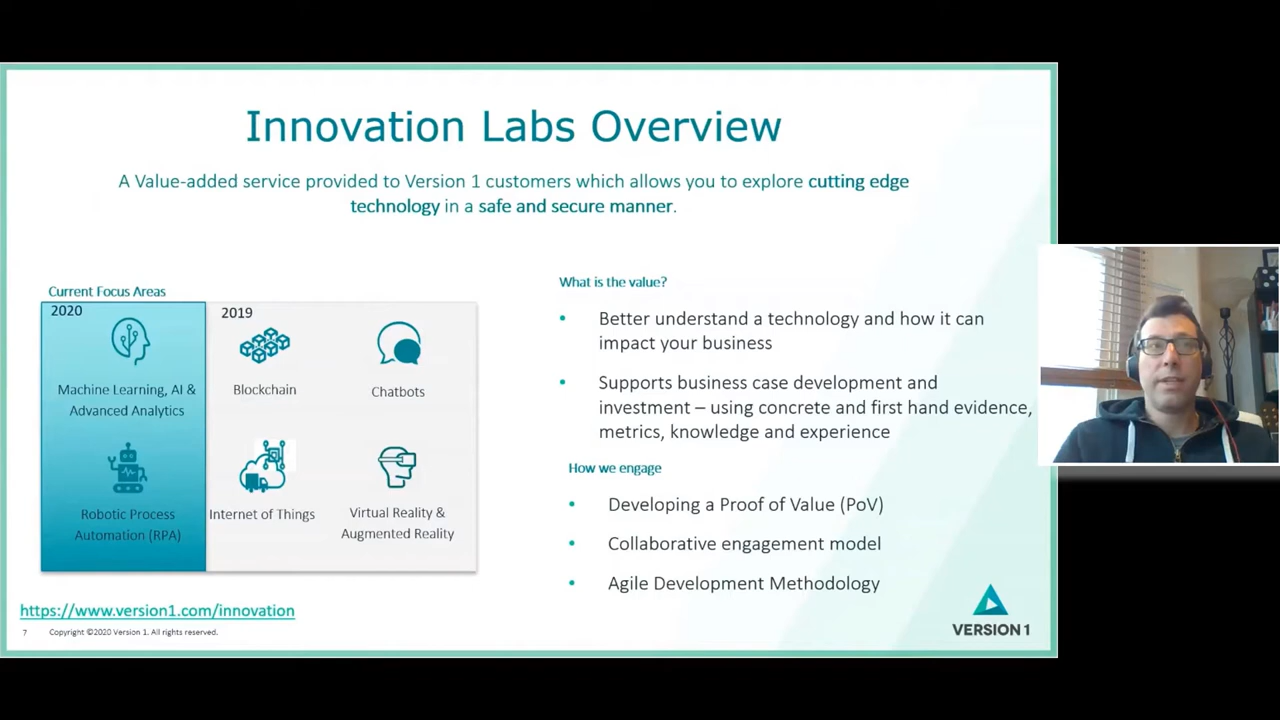 Innovation Labs Overview
A Value-added service provided to Version 1 customers which allows you to explore cutting edge
technology in a safe and secure manner.
Current Focus Areas
2020
Machine Learning, AI &
Advanced Analytics
Robotic Process
Automation (RPA)
2019
Blockchain
Chatbots
Internet of Things
Virtual Reality &
Augmented Reality
https://www.version1.com/innovation
What is the value?
• Better understand a technology and how it can
impact your business
• Supports business case development and
investment – using concrete and first hand evidence,
metrics, knowledge and experience
How we engage
• Developing a Proof of Value (PoV)
• Collaborative engagement model
• Agile Development Methodology
7 Copyright ©2020 Version 1. All rights reserved.
VERSION 1